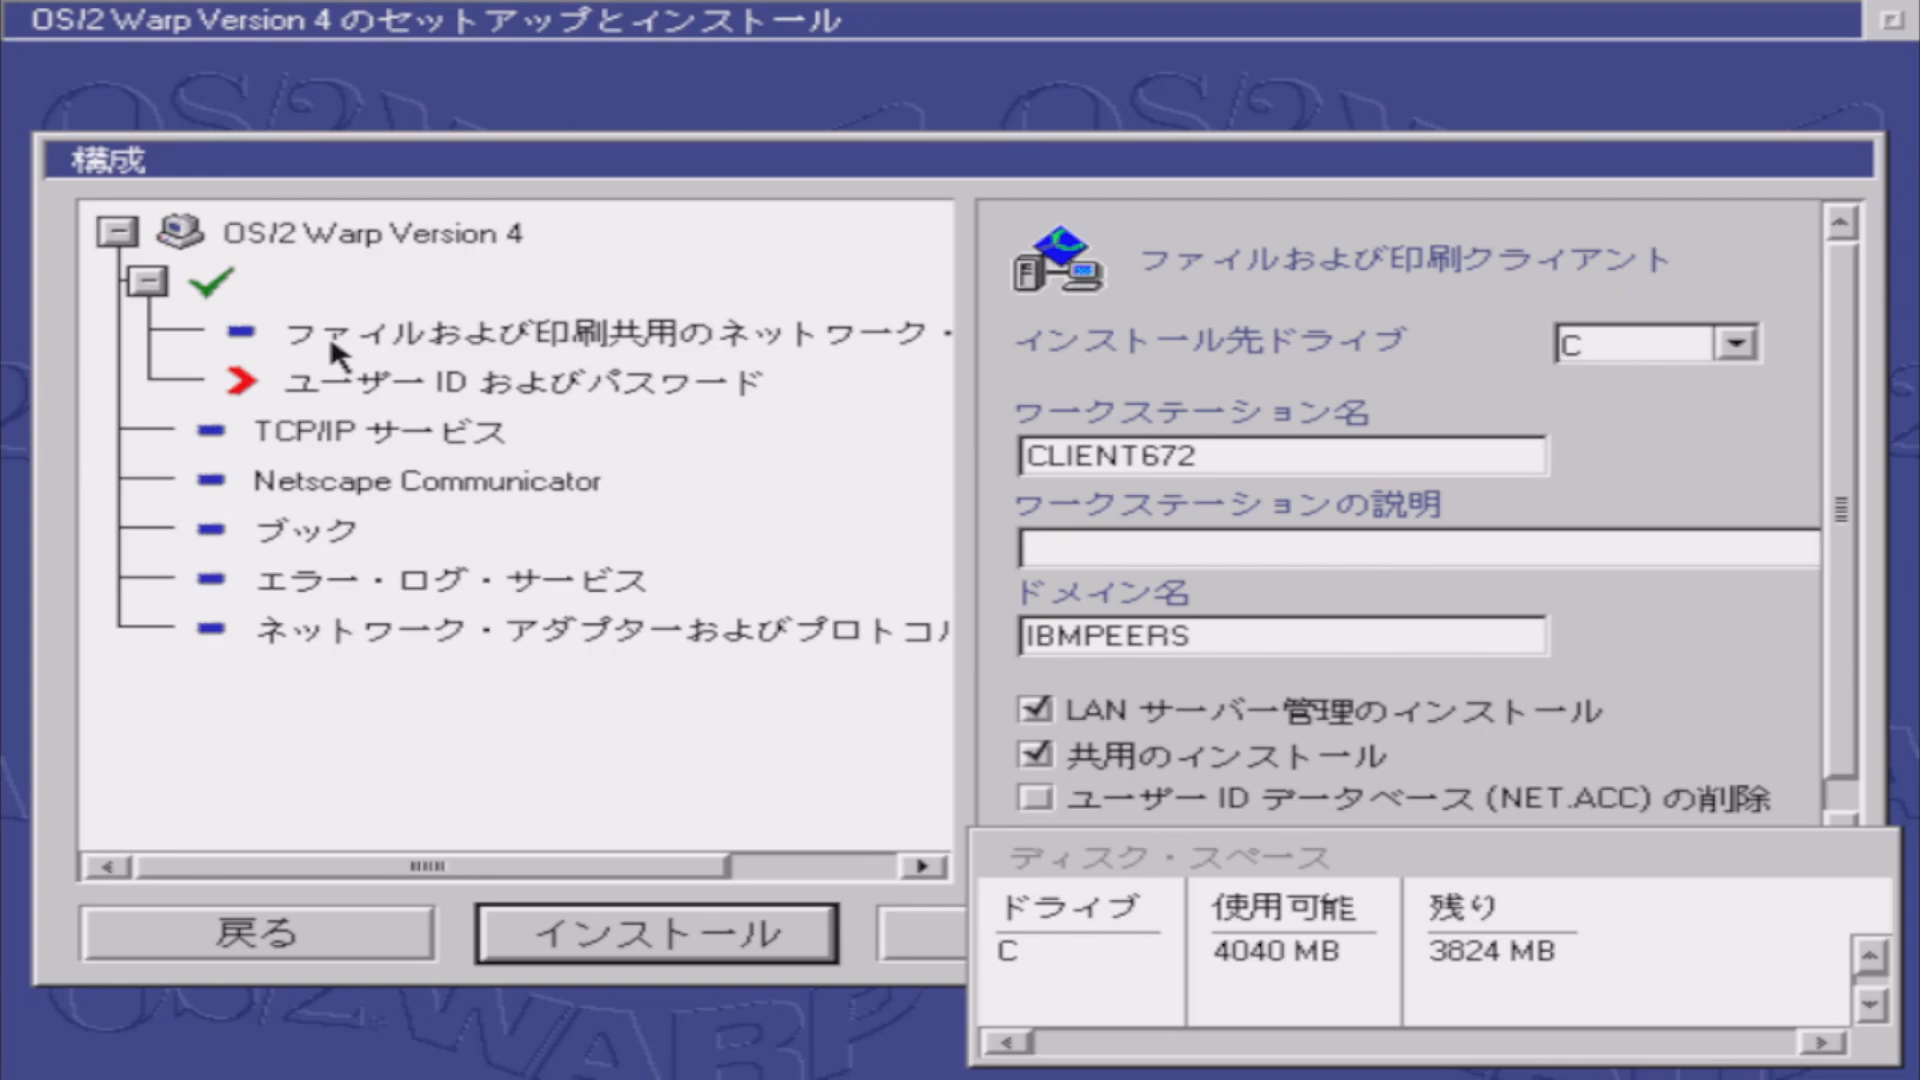 OS/2 Warp Version 4 のセットアップとインストール
構成
OS/2 Warp Version 4
ファイルおよび印刷共用のネットワーク・
ユーザー ID およびパスワード
TCP/IP サービス
Netscape Communicator
ブック
エラー・ログ・サービス
ネットワーク・アダプターおよびプロトコル
戻る
インストール
ファイルおよび印刷クライアント
インストール先ドライブ
C
ワークステーション名
CLIENT672
ワークステーションの説明
ドメイン名
IBMPEERS
LAN サーバー管理のインストール
共用のインストール
ユーザー ID データベース (NET.ACC) の削除
ディスク・スペース
ドライブ 使用可能 残り
C 4040 MB 3824 MB